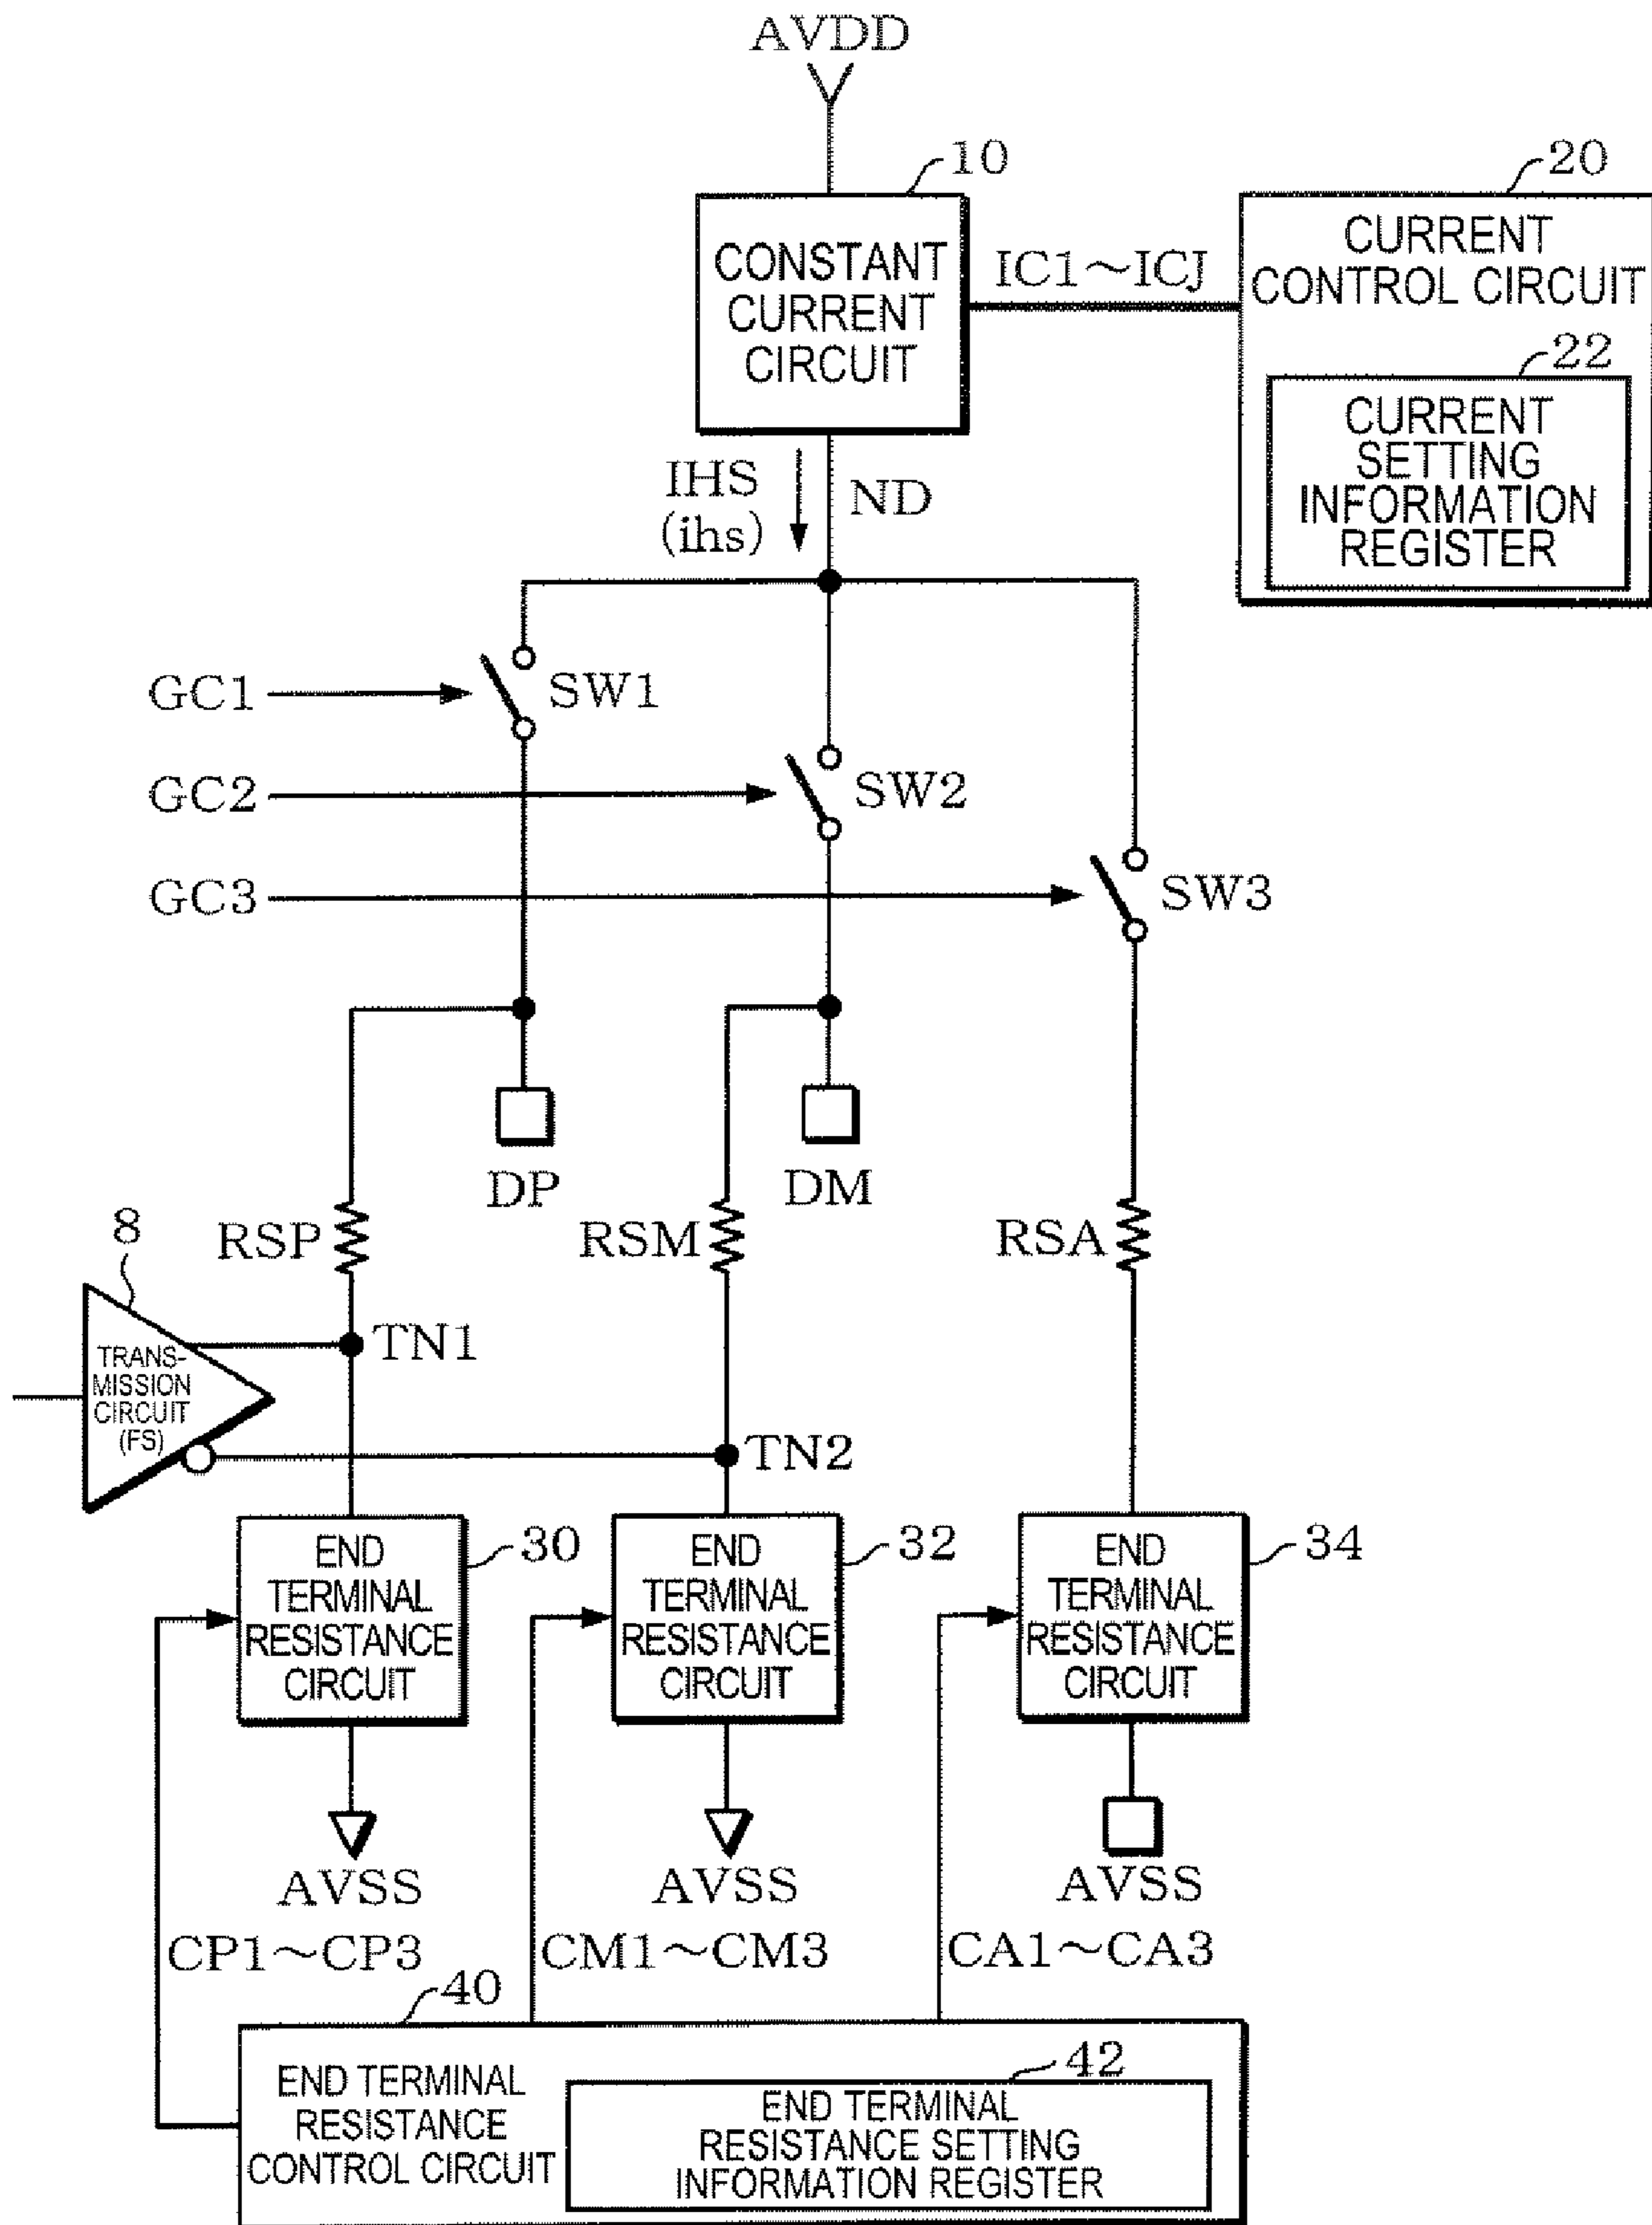 AVDD
10
20
CONSTANT
CURRENT
CIRCUIT
IC1~ICJ
CURRENT
CONTROL CIRCUIT
22
CURRENT
SETTING
INFORMATION
REGISTER
IHS
(ihs)
ND
GC1
SW1
GC2
SW2
GC3
SW3
DP
DM
8
RSP
RSM
RSA
TRANS-
MISSION
CIRCUIT
(FS)
TN1
TN2
END
TERMINAL
RESISTANCE
CIRCUIT
30
END
TERMINAL
RESISTANCE
CIRCUIT
32
END
TERMINAL
RESISTANCE
CIRCUIT
34
AVSS
AVSS
AVSS
CP1~CP3
CM1~CM3
CA1~CA3
40
END TERMINAL
RESISTANCE
CONTROL CIRCUIT
42
END TERMINAL
RESISTANCE SETTING
INFORMATION REGISTER